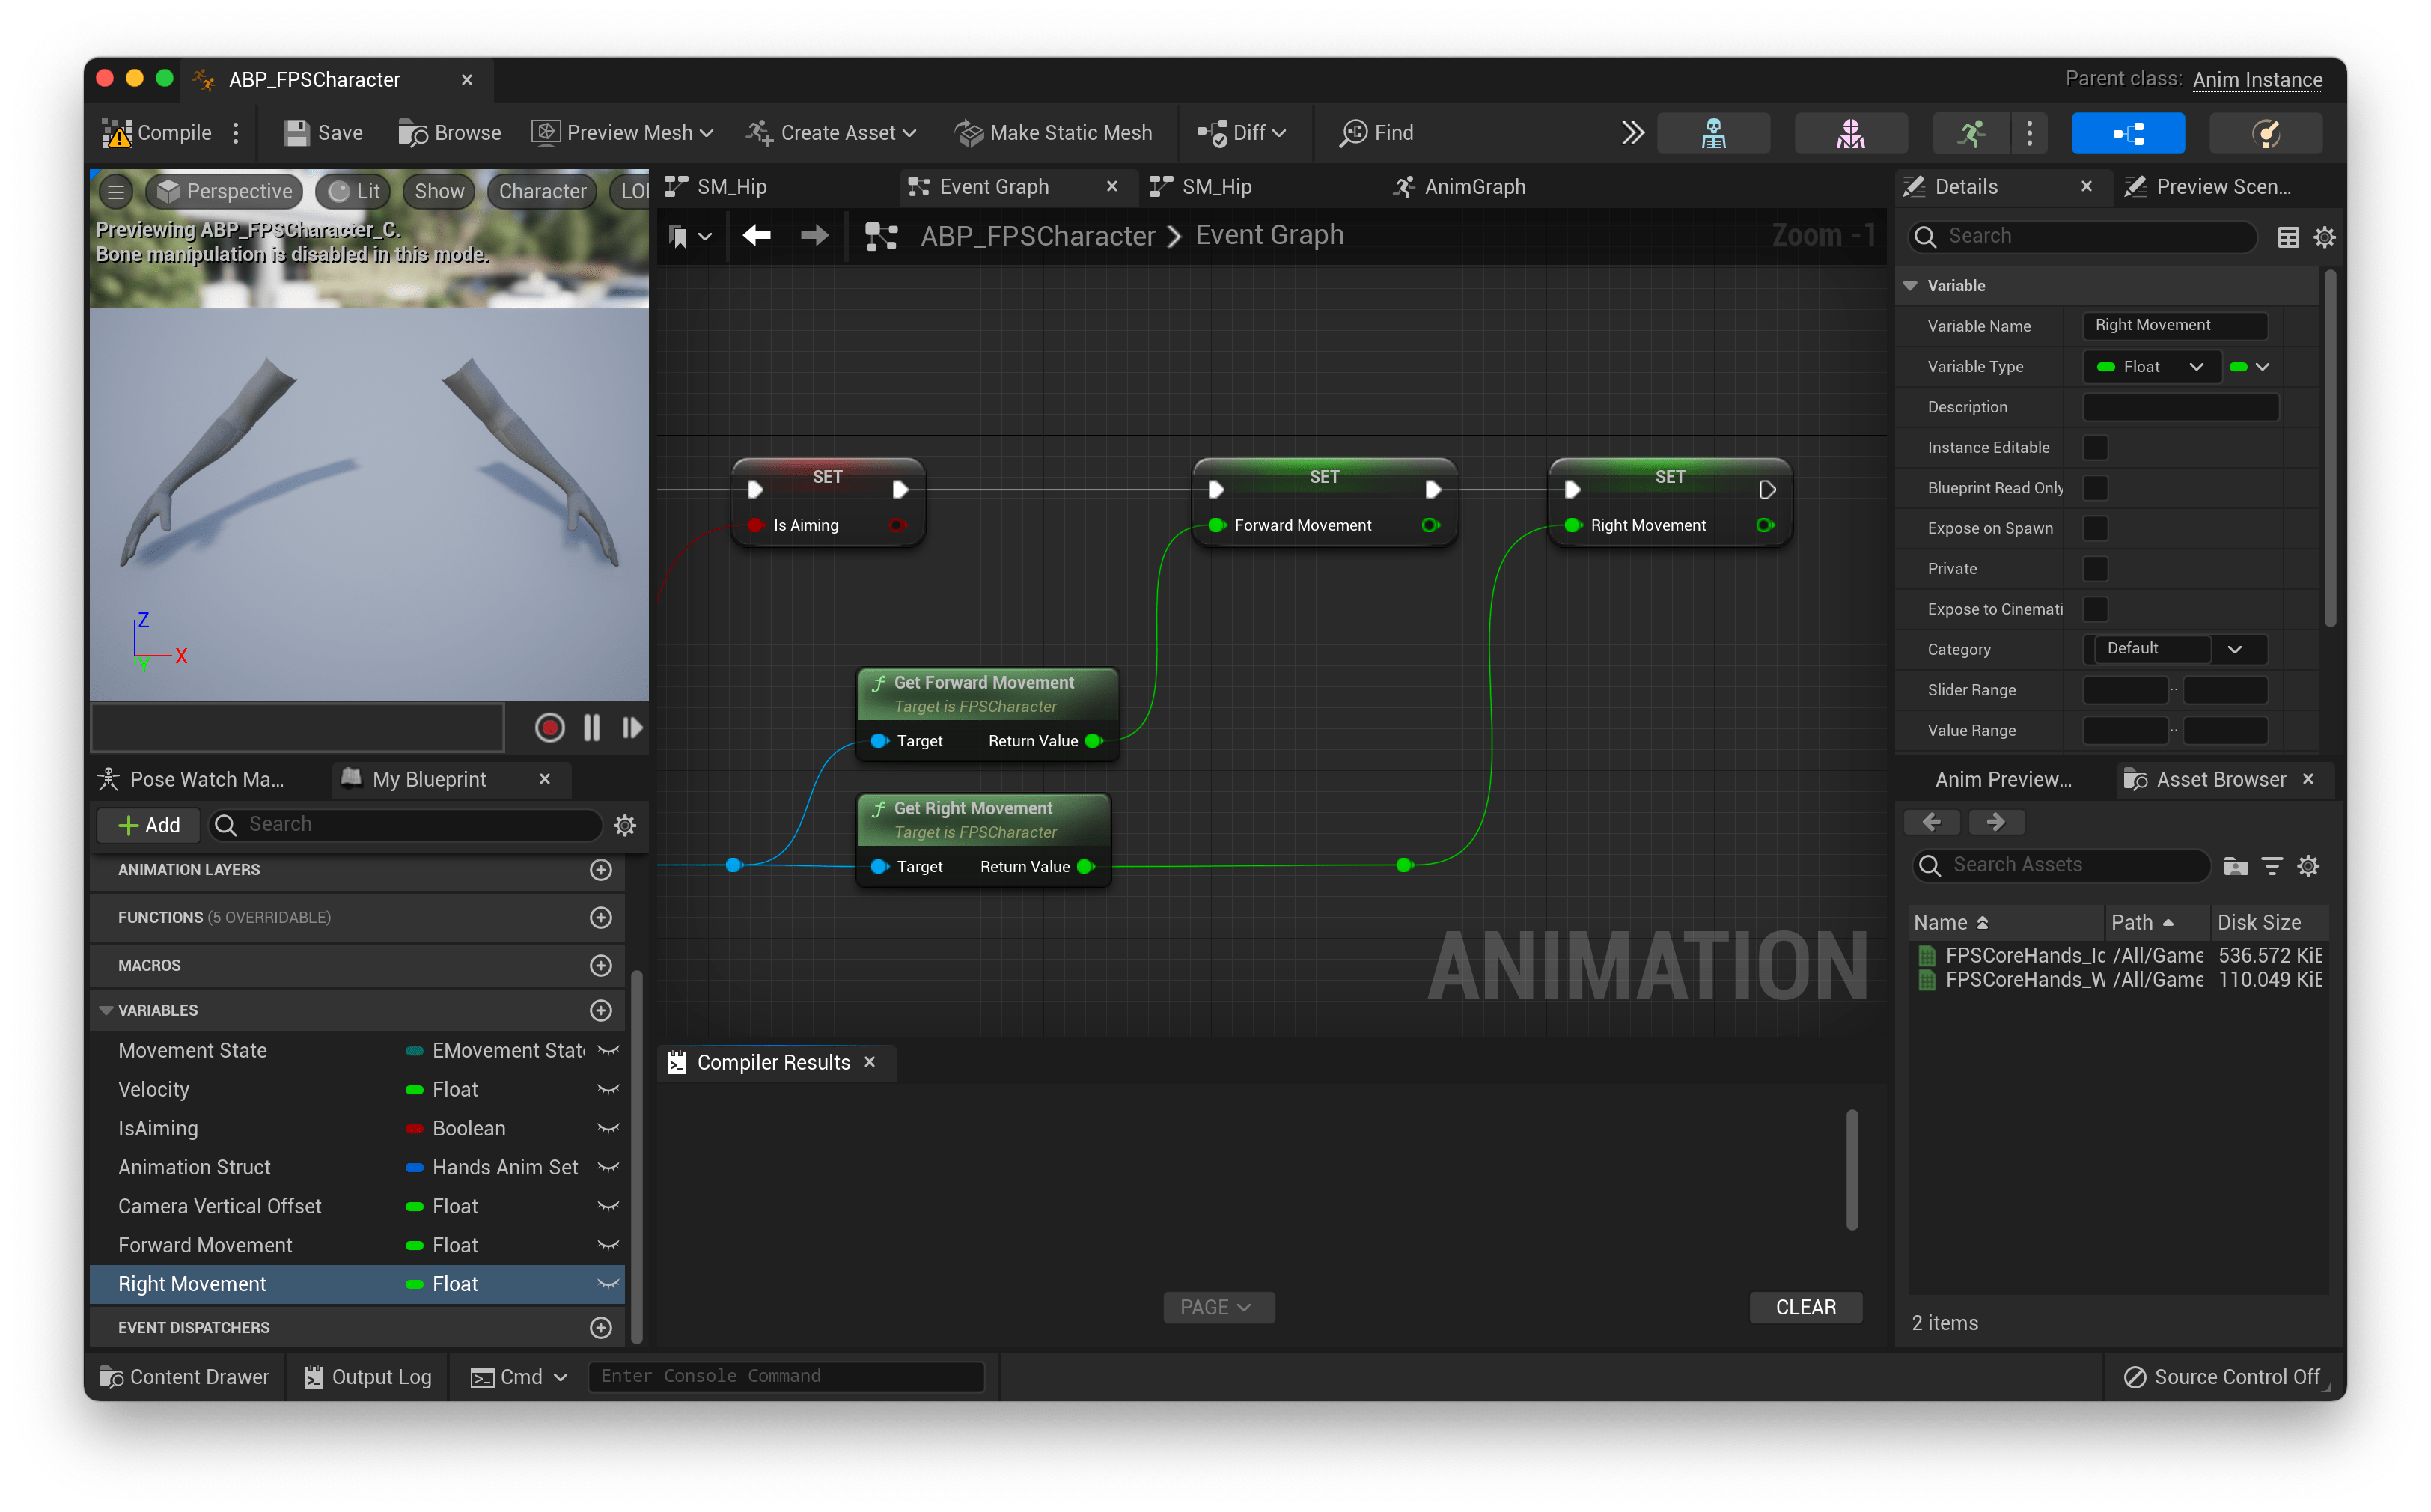 ABP_FPSCharacter
Parent class: Anim Instance
Compile
Save
Browse
Preview Mesh
Create Asset
Make Static Mesh
Diff
Find
Perspective
Lit
Show
Character
Previewing ABP_FPSCharacter_C.
Bone manipulation is disabled in this mode.
Z
X
Y
SM_Hip
Event Graph
SM_Hip
AnimGraph
ABP_FPSCharacter
Event Graph
Zoom -1
SET
Is Aiming
SET
Forward Movement
SET
Right Movement
Get Forward Movement
Target is FPSCharacter
Target Return Value
Get Right Movement
Target is FPSCharacter
Target Return Value
ANIMATION
Compiler Results
PAGE
CLEAR
Pose Watch Ma...
My Blueprint
Add
Search
ANIMATION LAYERS
FUNCTIONS (5 OVERRIDABLE)
MACROS
VARIABLES
Movement State EMovement Stat
Velocity Float
IsAiming Boolean
Animation Struct Hands Anim Set
Camera Vertical Offset Float
Forward Movement Float
Right Movement Float
EVENT DISPATCHERS
Details
Preview Scen...
Search
Variable
Variable Name Right Movement
Variable Type Float
Description
Instance Editable
Blueprint Read Only
Expose on Spawn
Private
Expose to Cinemati
Category Default
Slider Range ..
Value Range ..
Anim Preview...
Asset Browser
Search Assets
Name Path Disk Size
FPSCoreHands_Ic /All/Game 536.572 KiE
FPSCoreHands_W /All/Game 110.049 KiE
2 items
Content Drawer
Output Log
Cmd
Enter Console Command
Source Control Off